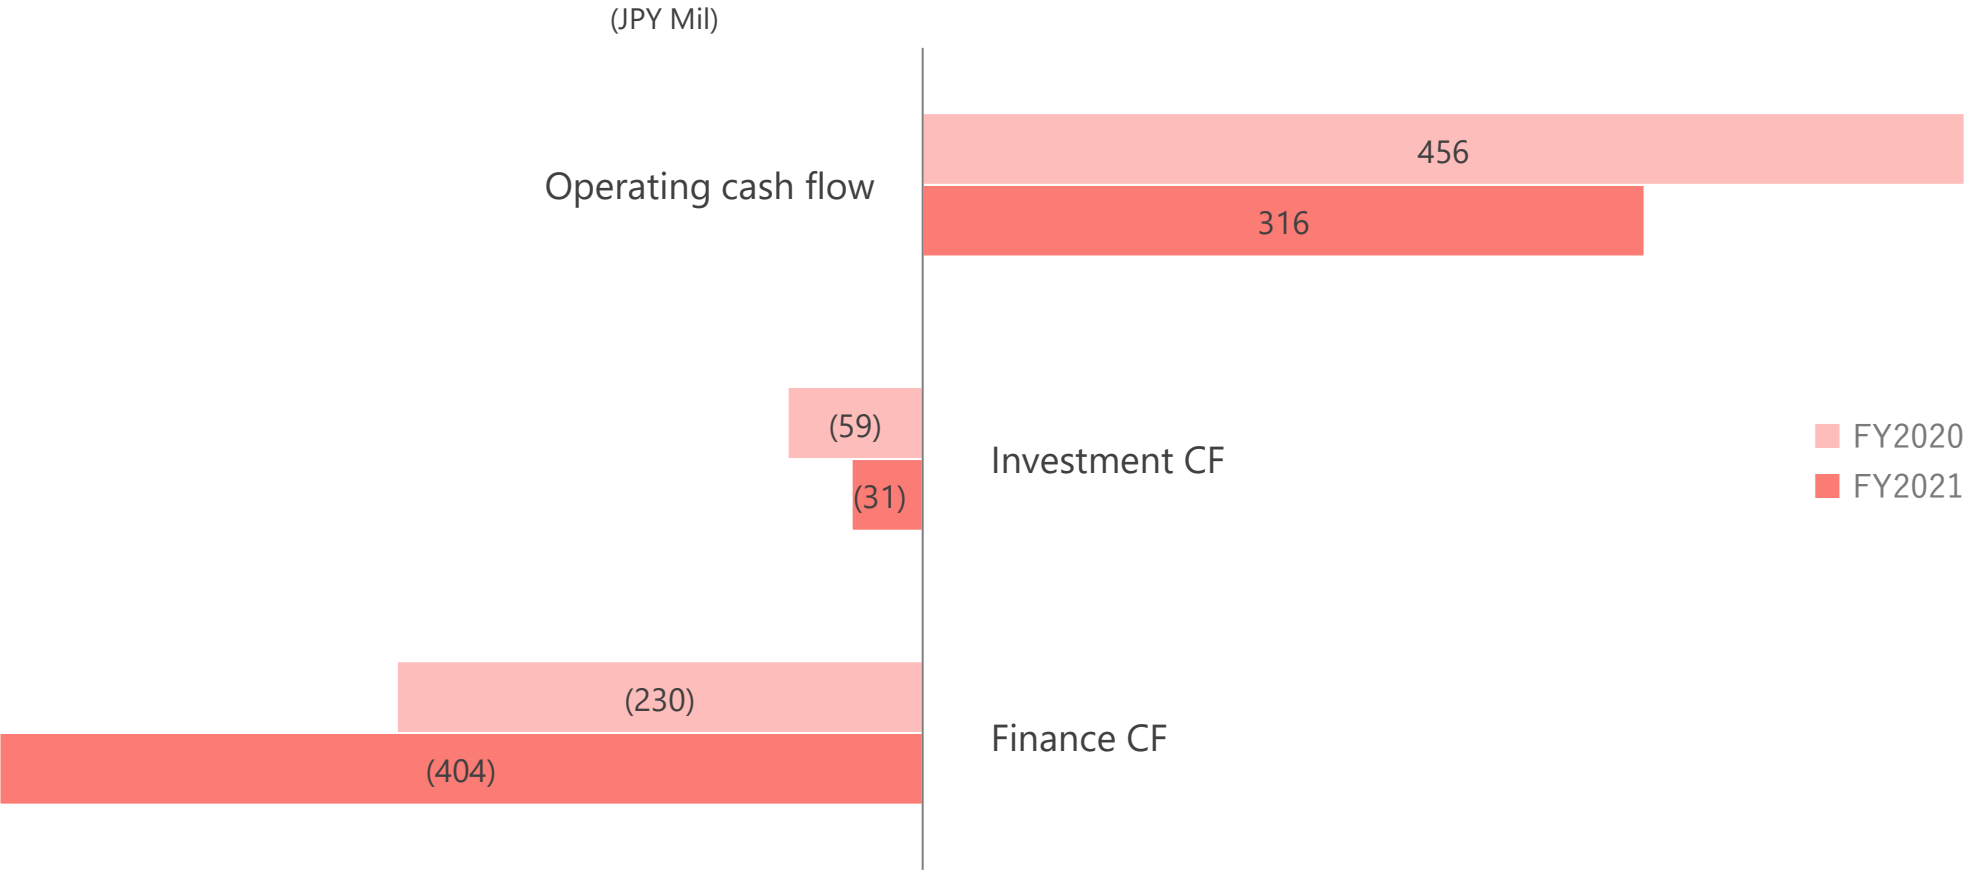 (JPY Mil)
456
Operating cash flow
316
(59)
Investment CF
(31)
FY2020
FY2021
(230)
Finance CF
(404)